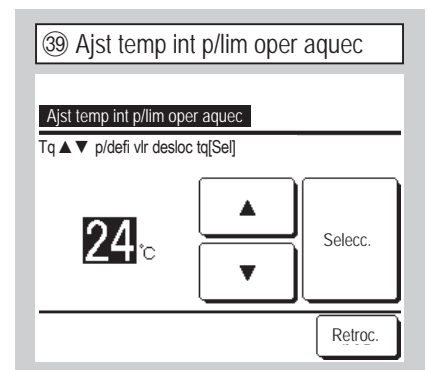 ㊴ Ajst temp int p/lim oper aquec
Ajst temp int p/lim oper aquec
Tq ▲▼ p/defi vlr desloc tq[Sel]
▲
24°C
Selecc.
▼
Retroc.